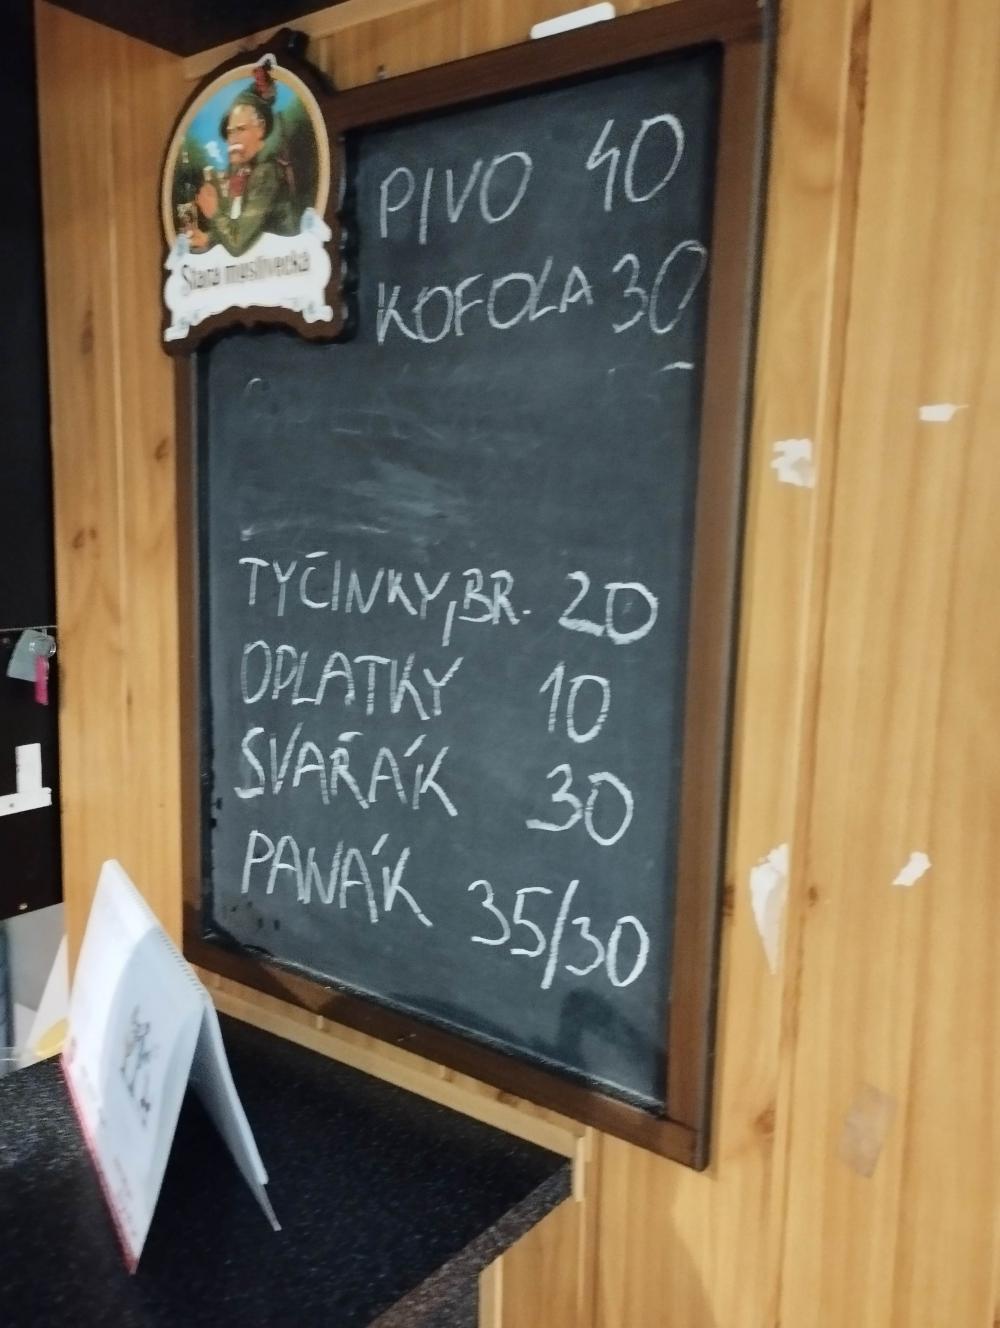 Stará myslivecká
PIVO 40
KOFOLA 30
TYČINKY, BR. 20
OPLATKY 10
SVAŘÁK 30
PANÁK 35/30